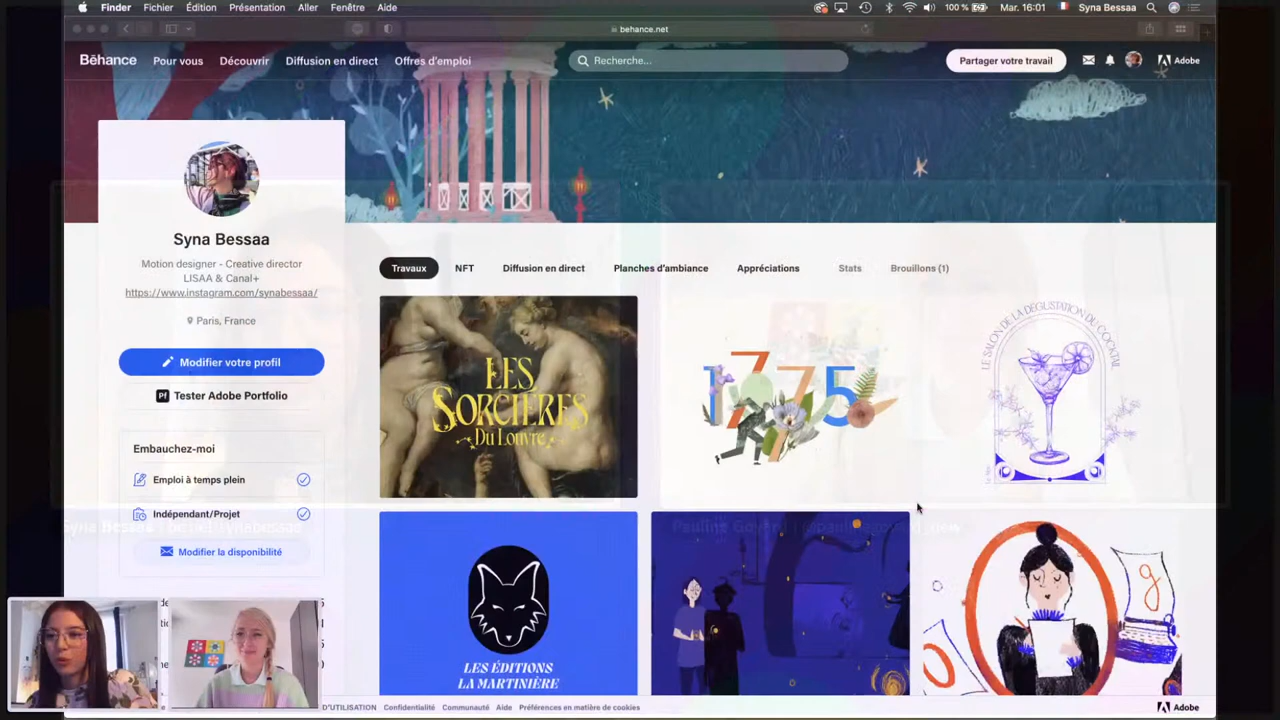 Finder Fichier Édition Présentation Aller Fenêtre Aide 100 % Mar. 16:01 Syna Bessaa
behance.net
Bēhance Pour vous Découvrir Diffusion en direct Offres d'emploi Recherche... Partager votre travail Adobe
Syna Bessaa
Motion designer - Creative director
LISAA & Canal+
https://www.instagram.com/synabessaa/
Paris, France
Modifier votre profil
Pf Tester Adobe Portfolio
Embauchez-moi
Emploi à temps plein
Indépendant/Projet
Modifier la disponibilité
Travaux NFT Diffusion en direct Planches d'ambiance Appréciations Stats Brouillons (1)
LES
SORCIÈRES
Du Louvre
1775
LE SALON DE LA DEGUSTATION DU COCKTAIL
LES ÉDITIONS
LA MARTINIÈRE
g
D'UTILISATION Confidentialité Communauté Aide Préférences en matière de cookies Adobe